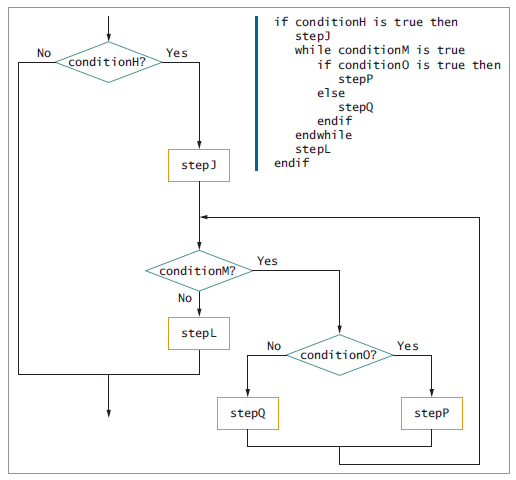 if conditionH is true then
stepJ
while conditionM is true
if conditionO is true then
stepP
else
stepQ
endif
endwhile
stepL
endif
No
conditionH?
Yes
stepJ
conditionM?
Yes
No
stepL
No
conditionO?
Yes
stepQ
stepP